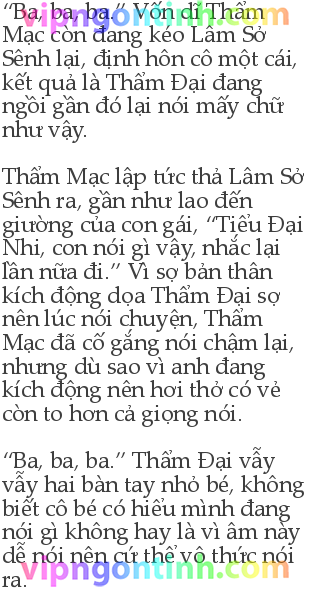 “Ba, ba, ba.” Vốn dĩ Thẩm
vipngontinh.com
Mạc còn đang kéo Lâm Sở
Sênh lại, định hôn cô một cái,
kết quả là Thẩm Đại đang
ngồi gần đó lại nói mấy chữ
như vậy.
Thẩm Mạc lập tức thả Lâm Sở
Sênh ra, gần như lao đến
giường của con gái, “Tiểu Đại
Nhi, con nói gì vậy, nhắc lại
lần nữa đi.” Vì sợ bản thân
kích động dọa Thẩm Đại sợ
nên lúc nói chuyện, Thẩm
Mạc đã cố gắng nói chậm lại,
nhưng dù sao vì anh đang
kích động nên hơi thở có vẻ
còn to hơn cả giọng nói.
“Ba, ba, ba.” Thẩm Đại vẫy
vẫy hai bàn tay nhỏ bé, không
biết cô bé có hiểu mình đang
nói gì không hay là vì âm này
dễ nói nên cứ thế vô thức nói
ra.
vipngontinh.com